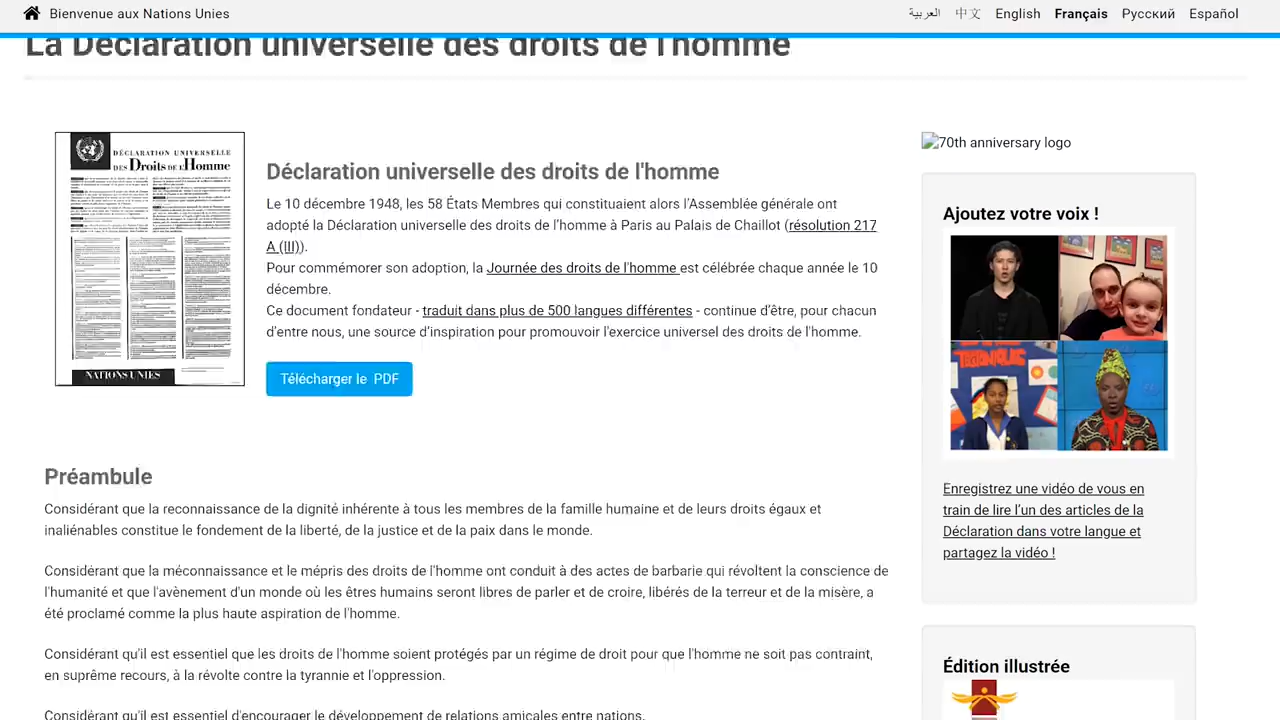 Bienvenue aux Nations Unies
العربية
中文
English
Français
Русский
Español
La Déclaration universelle des droits de l'homme
DÉCLARATION UNIVERSELLE
DES Droits DE L'Homme
NATIONS UNIES
Déclaration universelle des droits de l'homme
Le 10 décembre 1948, les 58 États Membres qui constituaient alors l’Assemblée générale ont
adopté la Déclaration universelle des droits de l’homme à Paris au Palais de Chaillot (résolution 217
A (III)).
Pour commémorer son adoption, la Journée des droits de l'homme est célébrée chaque année le 10
décembre.
Ce document fondateur - traduit dans plus de 500 langues différentes - continue d’être, pour chacun
d’entre nous, une source d’inspiration pour promouvoir l'exercice universel des droits de l'homme.
Télécharger le PDF
Préambule
Considérant que la reconnaissance de la dignité inhérente à tous les membres de la famille humaine et de leurs droits égaux et
inaliénables constitue le fondement de la liberté, de la justice et de la paix dans le monde.
Considérant que la méconnaissance et le mépris des droits de l'homme ont conduit à des actes de barbarie qui révoltent la conscience de
l'humanité et que l'avènement d'un monde où les êtres humains seront libres de parler et de croire, libérés de la terreur et de la misère, a
été proclamé comme la plus haute aspiration de l'homme.
Considérant qu'il est essentiel que les droits de l'homme soient protégés par un régime de droit pour que l'homme ne soit pas contraint,
en suprême recours, à la révolte contre la tyrannie et l'oppression.
Considérant qu'il est essentiel d'encourager le développement de relations amicales entre nations.
70th anniversary logo
Ajoutez votre voix !
Enregistrez une vidéo de vous en
train de lire l’un des articles de la
Déclaration dans votre langue et
partagez la vidéo !
Édition illustrée